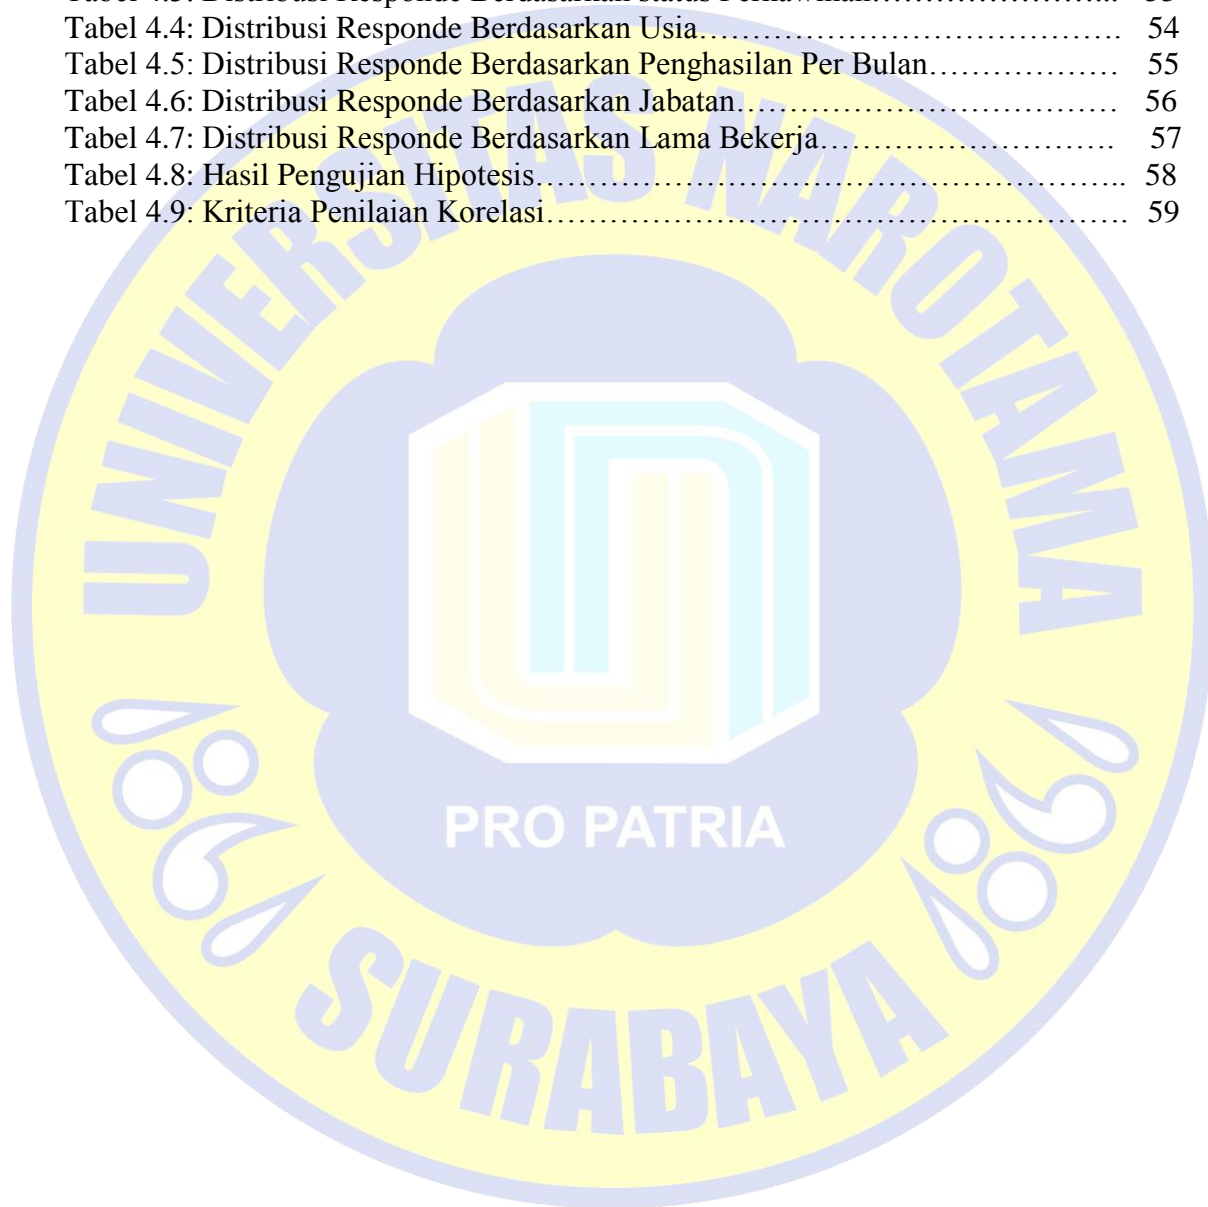 Tabel 4.4: Distribusi Responde Berdasarkan Usia…………………………………. 54
Tabel 4.5: Distribusi Responde Berdasarkan Penghasilan Per Bulan……………… 55
Tabel 4.6: Distribusi Responde Berdasarkan Jabatan……………………………… 56
Tabel 4.7: Distribusi Responde Berdasarkan Lama Bekerja………………………. 57
Tabel 4.8: Hasil Pengujian Hipotesis……………………………………………….. 58
Tabel 4.9: Kriteria Penilaian Korelasi………………………………………………. 59
UNIVERSITAS NAROTAMA
PRO PATRIA
SURABAYA